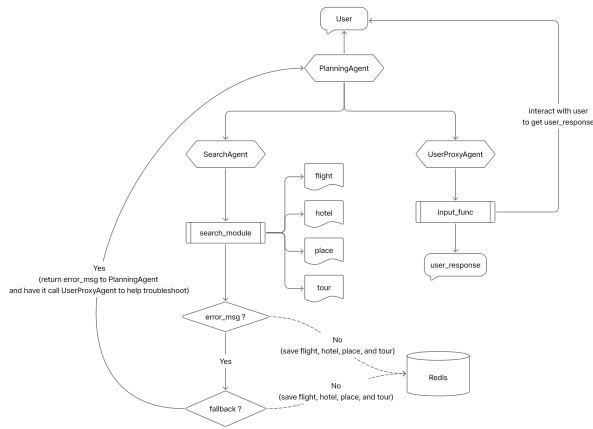 User
PlanningAgent
interact with user
to get user_response
SearchAgent
UserProxyAgent
flight
hotel
place
tour
search_module
input_func
user_response
Yes
(return error_msg to PlanningAgent
and have it call UserProxyAgent to help troubleshoot)
error_msg ?
No
(save flight, hotel, place, and tour)
Yes
Redis
No
(save flight, hotel, place, and tour)
fallback ?